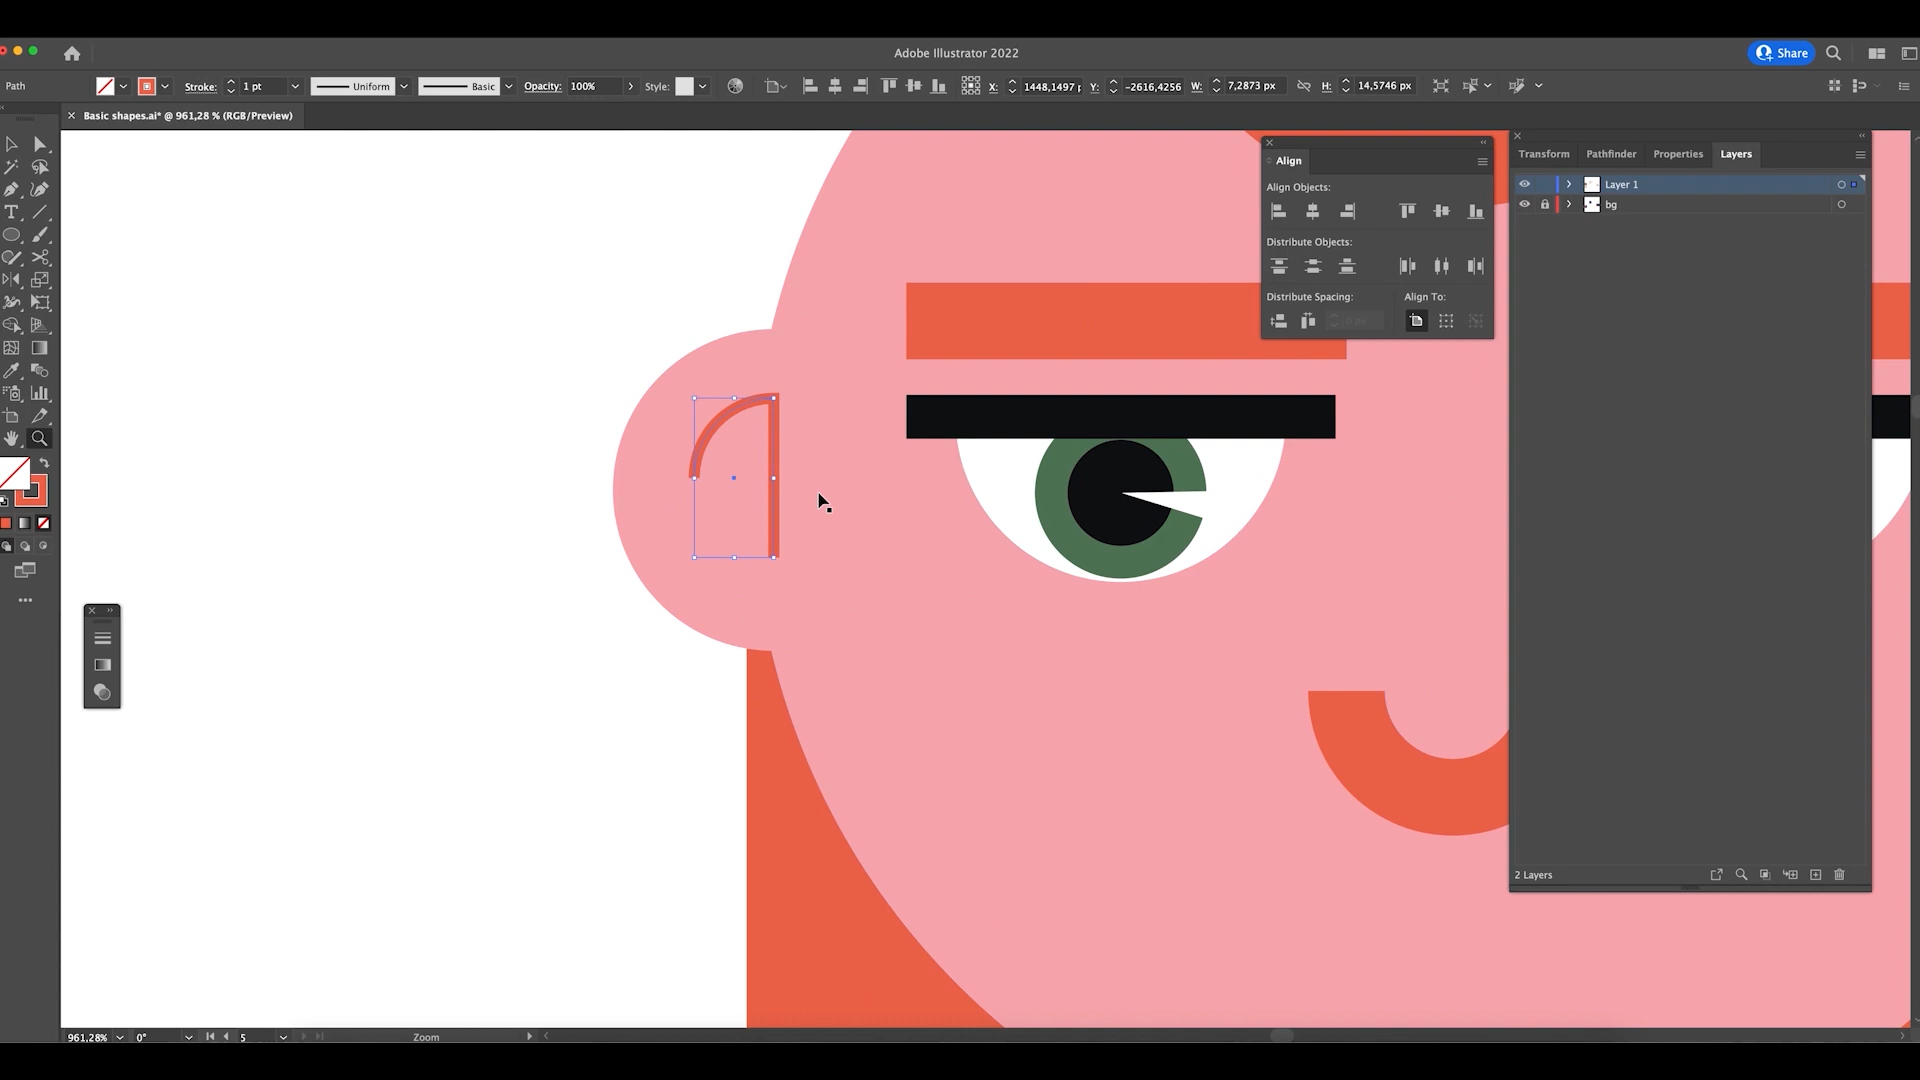 Adobe Illustrator 2022
Share
Path
Stroke:
1 pt
Uniform
Basic
Opacity:
100%
Style:
X:
1448,1497 p
Y:
-2616,4256
W:
7,2873 px
H:
14,5746 px
Basic shapes.ai* @ 961,28 % (RGB/Preview)
Align
Align Objects:
Distribute Objects:
Distribute Spacing:
Align To:
0 px
Transform
Pathfinder
Properties
Layers
Layer 1
bg
2 Layers
961,28%
0°
5
Zoom